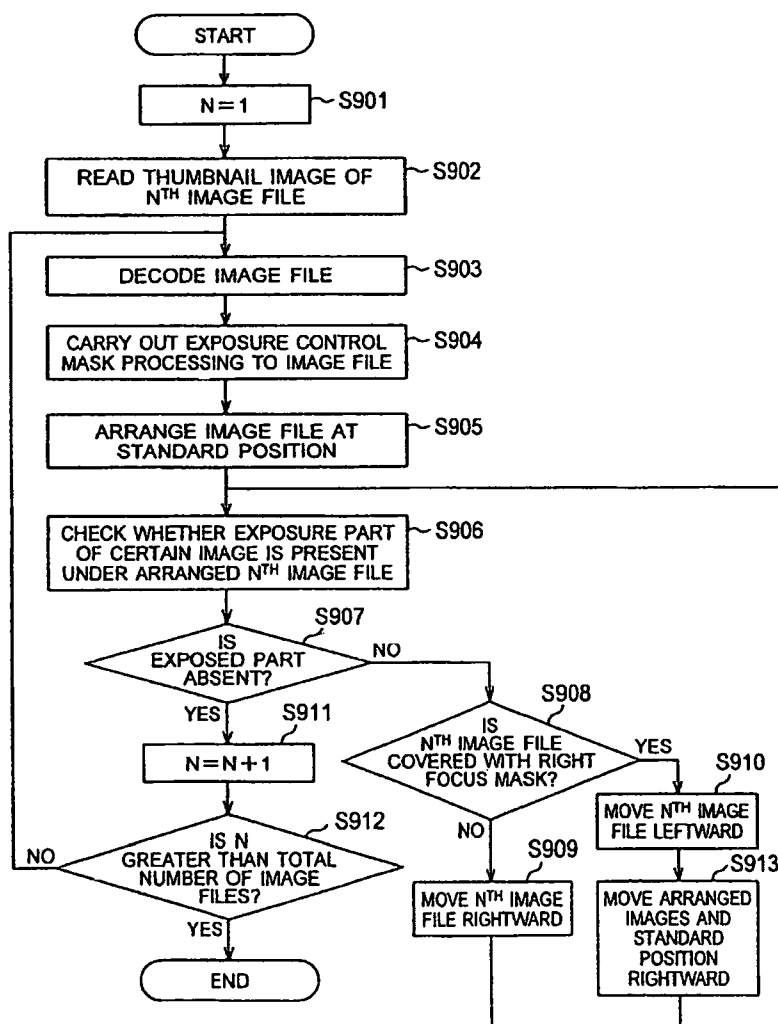 START
N=1
S901
READ THUMBNAIL IMAGE OF
NTH IMAGE FILE
S902
DECODE IMAGE FILE
S903
CARRY OUT EXPOSURE CONTROL
MASK PROCESSING TO IMAGE FILE
S904
ARRANGE IMAGE FILE AT
STANDARD POSITION
S905
CHECK WHETHER EXPOSURE PART
OF CERTAIN IMAGE IS PRESENT
UNDER ARRANGED NTH IMAGE FILE
S906
S907
IS
EXPOSED PART
ABSENT?
NO
YES
S908
IS
NTH IMAGE FILE
COVERED WITH RIGHT
FOCUS MASK?
YES
NO
S911
N=N+1
S910
MOVE NTH IMAGE
FILE LEFTWARD
S912
IS N
GREATER THAN TOTAL
NUMBER OF IMAGE
FILES?
NO
YES
S909
MOVE NTH IMAGE
FILE RIGHTWARD
S913
MOVE ARRANGED
IMAGES AND
STANDARD
POSITION
RIGHTWARD
END